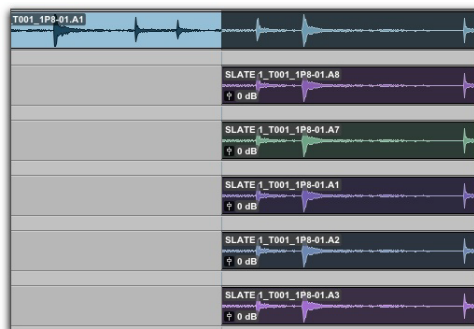 T001_1P8-01.A1
SLATE 1_T001_1P8-01.A8
0 dB
SLATE 1_T001_1P8-01.A7
0 dB
SLATE 1_T001_1P8-01.A1
0 dB
SLATE 1_T001_1P8-01.A2
0 dB
SLATE 1_T001_1P8-01.A3
0 dB